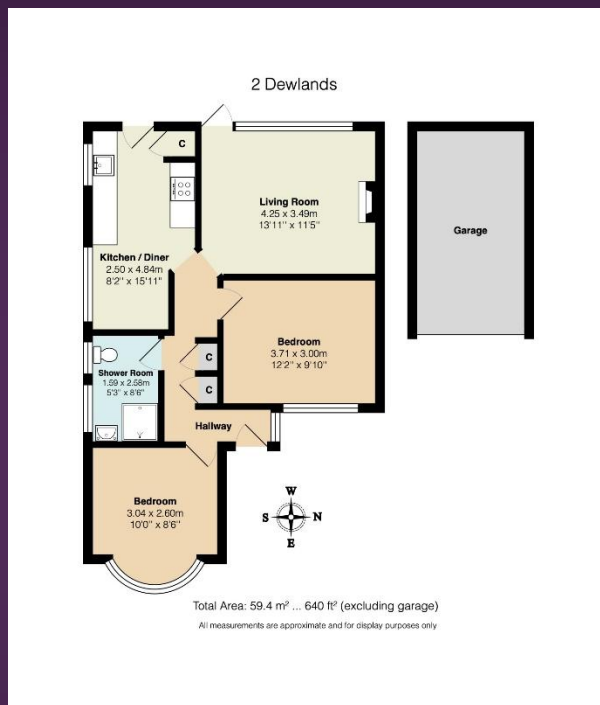 2 Dewlands
C
Living Room
4.25 x 3.49m
13'11" x 11'5"
Garage
Kitchen / Diner
2.50 x 4.84m
8'2" x 15'11"
Bedroom
3.71 x 3.00m
12'2" x 9'10"
C
Shower Room
1.59 x 2.58m
5'3" x 8'6"
C
Hallway
Bedroom
3.04 x 2.60m
10'0" x 8'6"
W
S
N
E
Total Area: 59.4 m² ... 640 ft² (excluding garage)
All measurements are approximate and for display purposes only